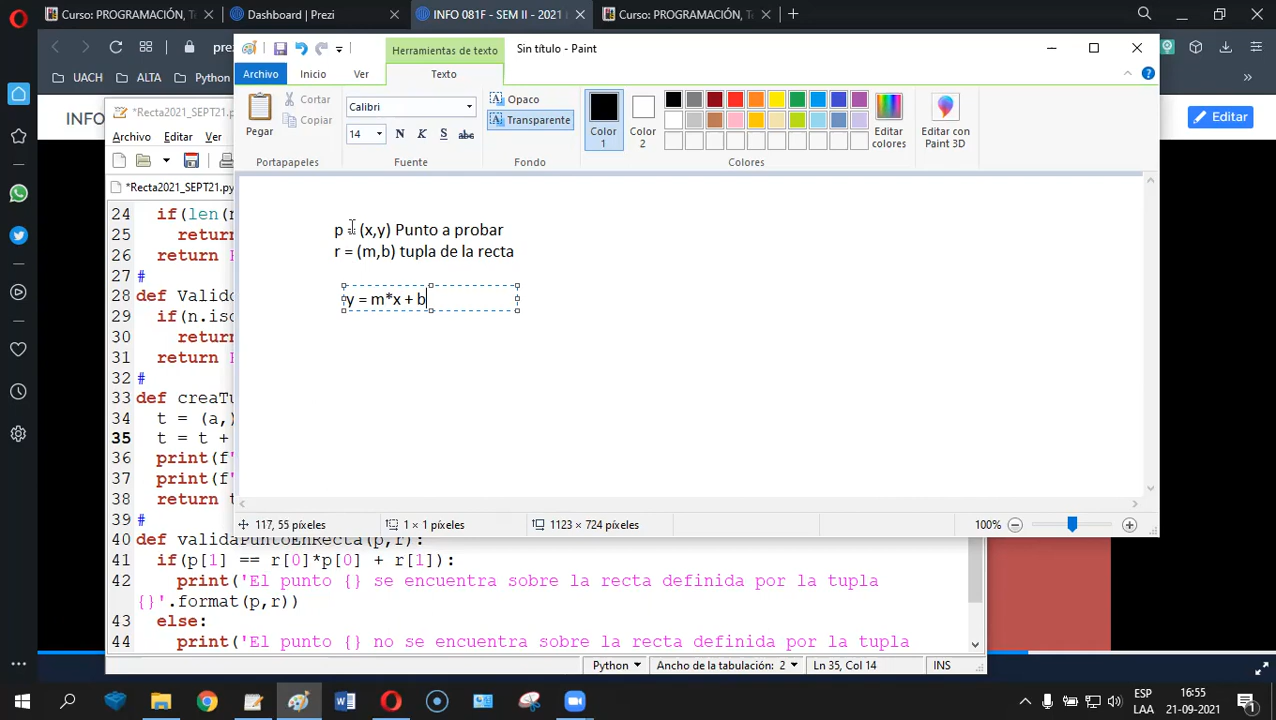 Curso: PROGRAMACIÓN, Te
Dashboard | Prezi
INFO 081F - SEM II - 2021
Curso: PROGRAMACIÓN, Te
UACH
ALTA
Python
Editar
*Recta2021_SEPT21.py
Archivo Editar Ver
*Recta2021_SEPT21.py
Herramientas de texto
Sin título - Paint
Archivo
Inicio
Ver
Texto
Pegar
Cortar
Copiar
Portapapeles
Calibri
14
N K S abc
Fuente
Opaco
Transparente
Fondo
Color 1
Color 2
Editar colores
Editar con Paint 3D
Colores
p = (x,y) Punto a probar
r = (m,b) tupla de la recta
y = m*x + b
117, 55 píxeles
1 × 1 píxeles
1123 × 724 píxeles
100%
24 if(len(
25 return
26 return
27 #
28 def Valid
29 if(n.iso
30 return
31 return
32 #
33 def creaTu
34 t = (a,)
35 t = t +
36 print(f"
37 print(f"
38 return t
39 #
40 def validaPuntoEnRecta(p,r):
41 if(p[1] == r[0]*p[0] + r[1]):
42 print('El punto {} se encuentra sobre la recta definida por la tupla
{}'.format(p,r))
43 else:
44 print('El punto {} no se encuentra sobre la recta definida por la tupla
Python
Ancho de la tabulación: 2
Ln 35, Col 14
INS
ESP
LAA
16:55
21-09-2021
1